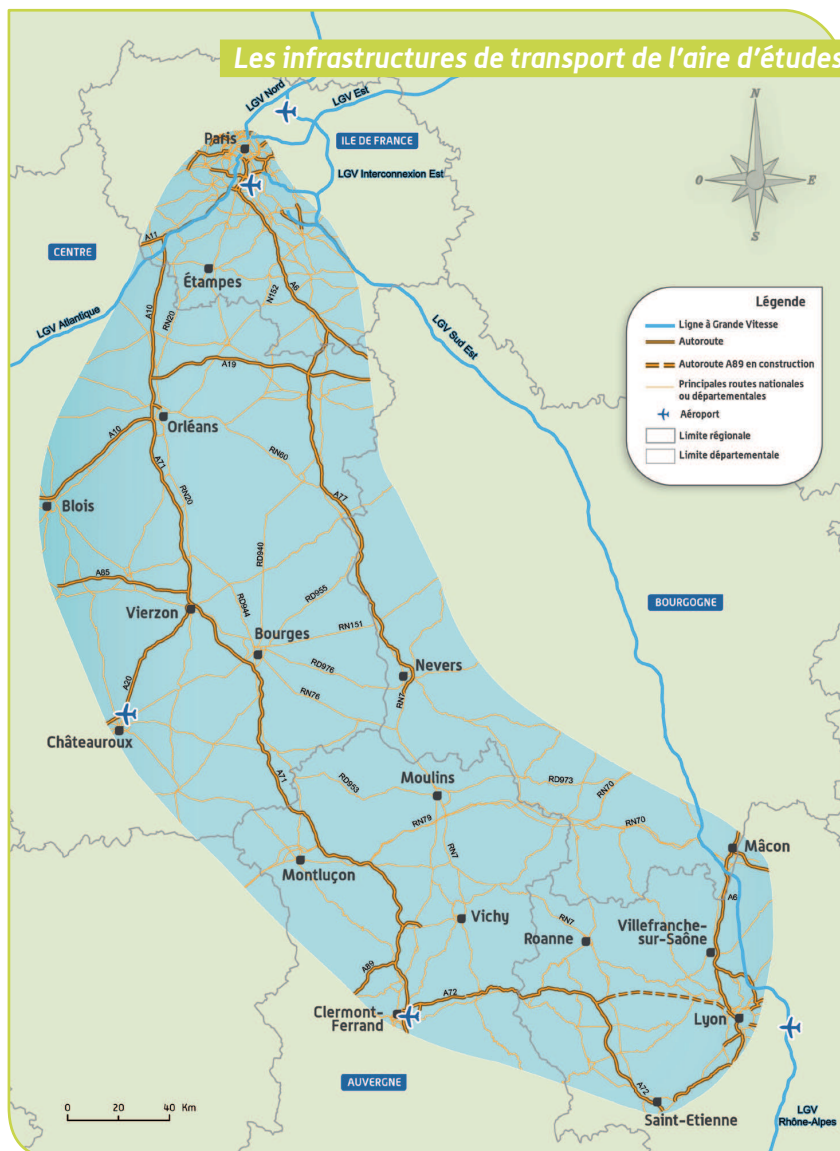 Les infrastructures de transport de l'aire d'études
LGV Nord
LGV Est
Paris
ILE DE FRANCE
LGV Interconnexion Est
N
O
E
S
A11
CENTRE
Étampes
N152
A6
A10
RN20
LGV Atlantique
LGV Sud Est
Légende
Ligne à Grande Vitesse
Autoroute
Autoroute A89 en construction
Principales routes nationales
ou départementales
Aéroport
Limite régionale
Limite départementale
A19
Orléans
A10
A71
RN20
RN60
A77
Blois
RD940
A85
RD944
RD955
Vierzon
RN151
BOURGOGNE
Bourges
RD976
RN76
Nevers
RN7
A20
Châteauroux
A71
RD953
Moulins
RD973
RN70
RN70
RN79
RN7
Mâcon
Montluçon
A6
Vichy
RN7
Roanne
Villefranche-
sur-Saône
A89
A72
Clermont-
Ferrand
Lyon
AUVERGNE
A72
Saint-Etienne
LGV
Rhône-Alpes
0 20 40 Km